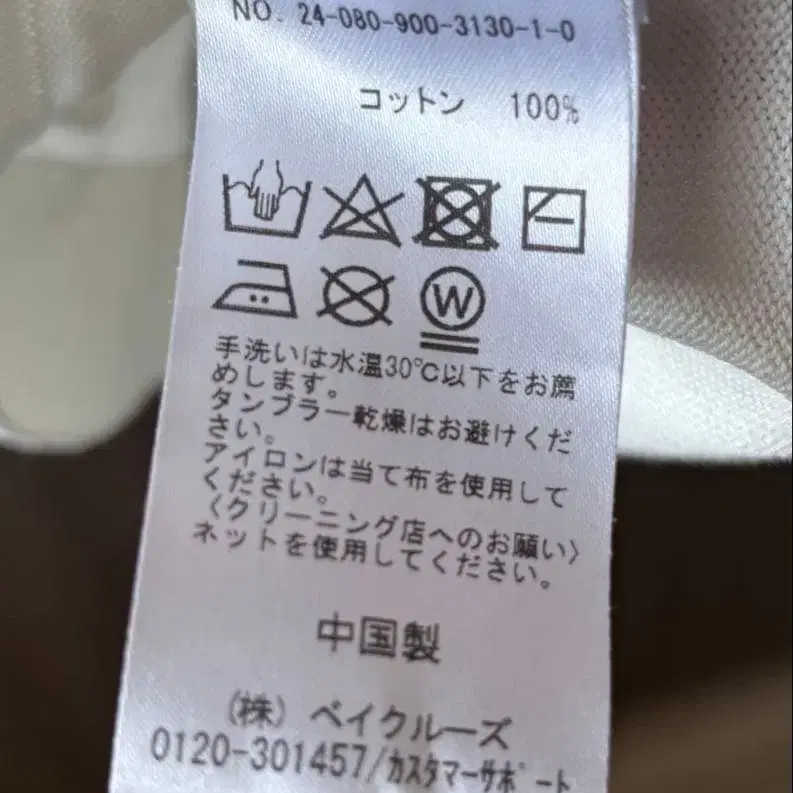 NO. 24-080-900-3130-1-0
コットン 100%
W
手洗いは水温30℃以下をお薦
めします。
タンブラー乾燥はお避けくだ
さい。
アイロンは当て布を使用して
ください。
〈クリーニング店へのお願い〉
ネットを使用してください。
中国製
(株) ベイクルーズ
0120-301457/カスタマーサポート